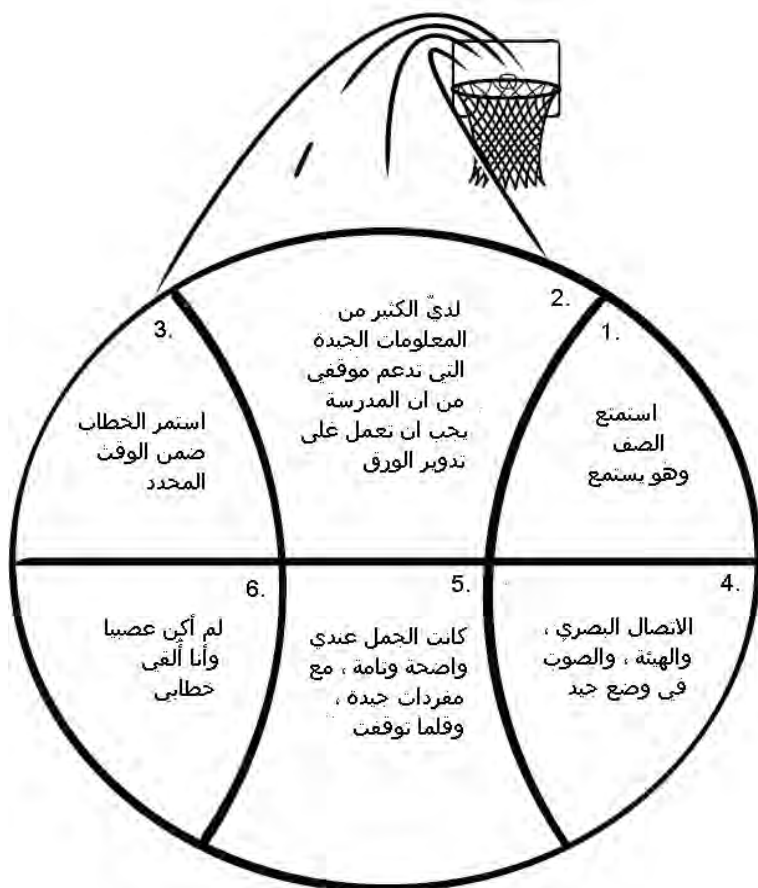 1.
استمتع
الصف
وهو يستمع
2.
لديّ الكثير من
المعلومات الجيدة
التي تدعم موقفي
من ان المدرسة
يجب ان تعمل على
تدوير الورق
3.
استمر الخطاب
ضمن الوقت
المحدد
4.
الاتصال البصري ،
والهيئة ، والصوت
في وضع جيد
5.
كانت الجمل عندي
واضحة وتامة ، مع
مفردات جيدة ،
وقلما توقفت
6.
لم أكن عصبيا
وأنا ألقي
خطابي